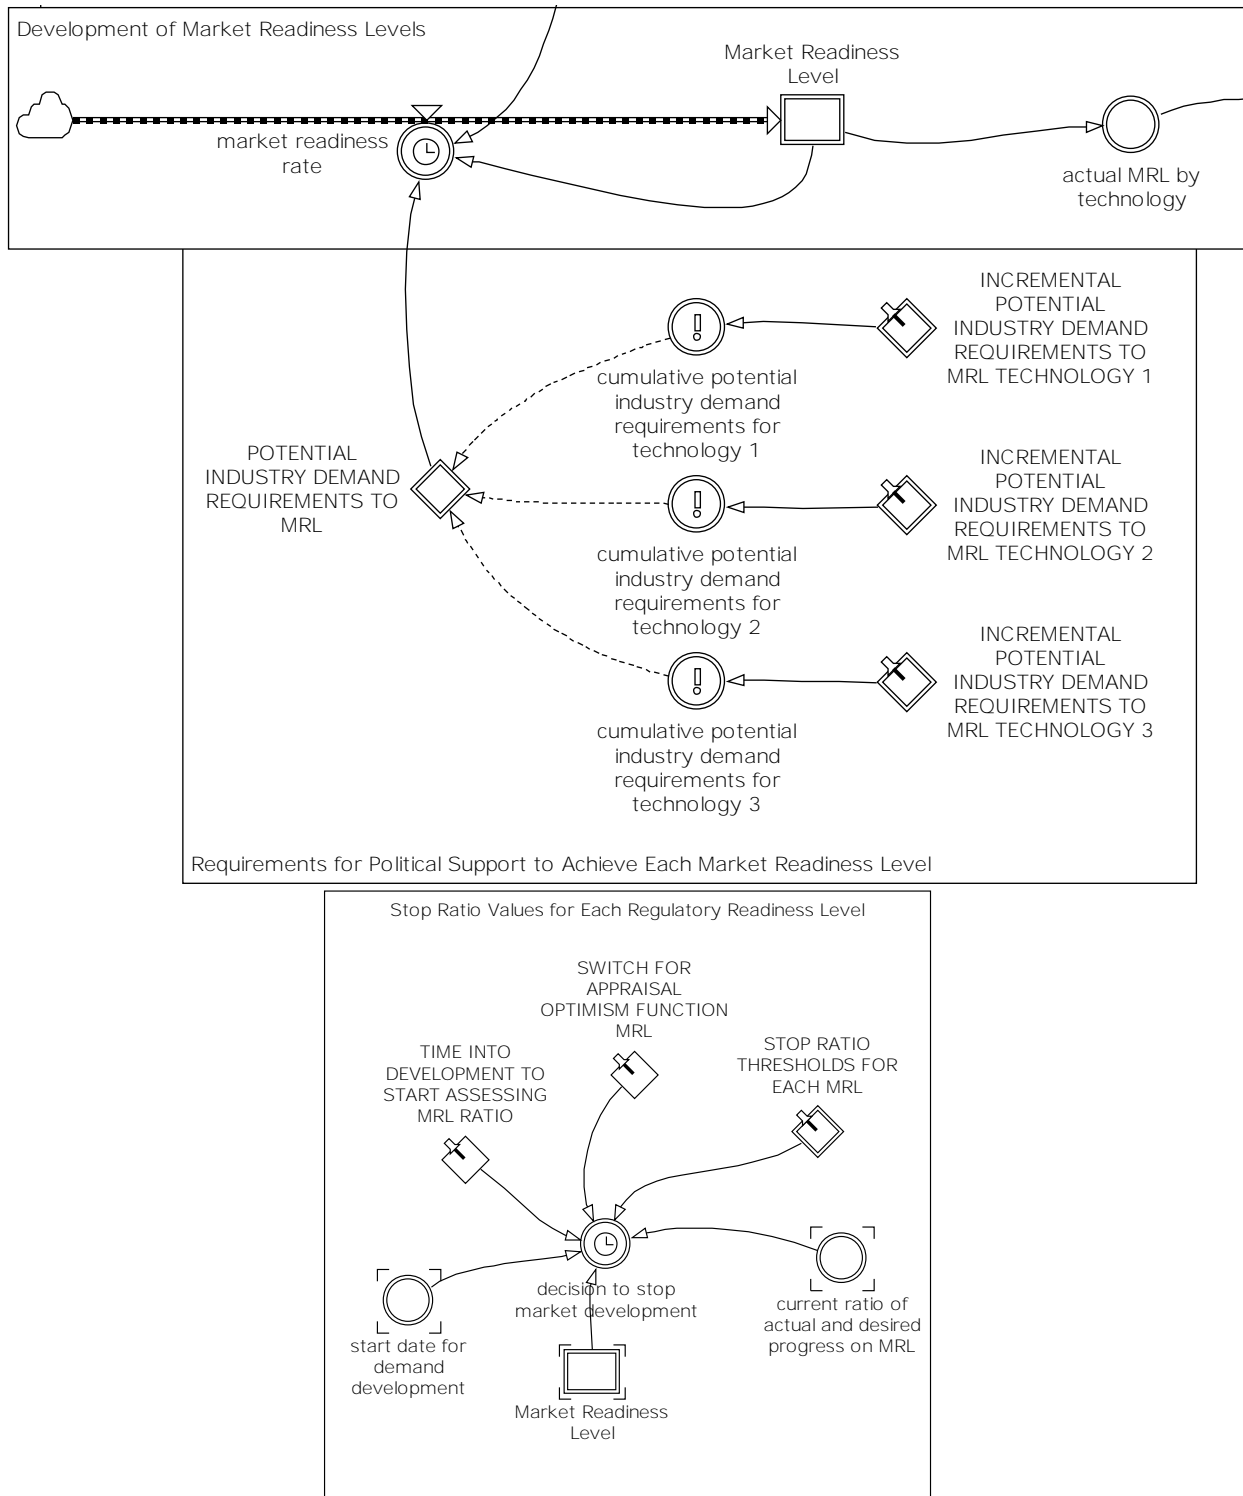 Development of Market Readiness Levels
Market Readiness
Level
market readiness
rate
actual MRL by
technology
INCREMENTAL
POTENTIAL
INDUSTRY DEMAND
REQUIREMENTS TO
MRL TECHNOLOGY 1
cumulative potential
industry demand
requirements for
technology 1
POTENTIAL
INDUSTRY DEMAND
REQUIREMENTS TO
MRL
INCREMENTAL
POTENTIAL
INDUSTRY DEMAND
REQUIREMENTS TO
MRL TECHNOLOGY 2
cumulative potential
industry demand
requirements for
technology 2
INCREMENTAL
POTENTIAL
INDUSTRY DEMAND
REQUIREMENTS TO
MRL TECHNOLOGY 3
cumulative potential
industry demand
requirements for
technology 3
Requirements for Political Support to Achieve Each Market Readiness Level
Stop Ratio Values for Each Regulatory Readiness Level
SWITCH FOR
APPRAISAL
OPTIMISM FUNCTION
MRL
TIME INTO
DEVELOPMENT TO
START ASSESSING
MRL RATIO
STOP RATIO
THRESHOLDS FOR
EACH MRL
decision to stop
market development
current ratio of
actual and desired
progress on MRL
start date for
demand
development
Market Readiness
Level